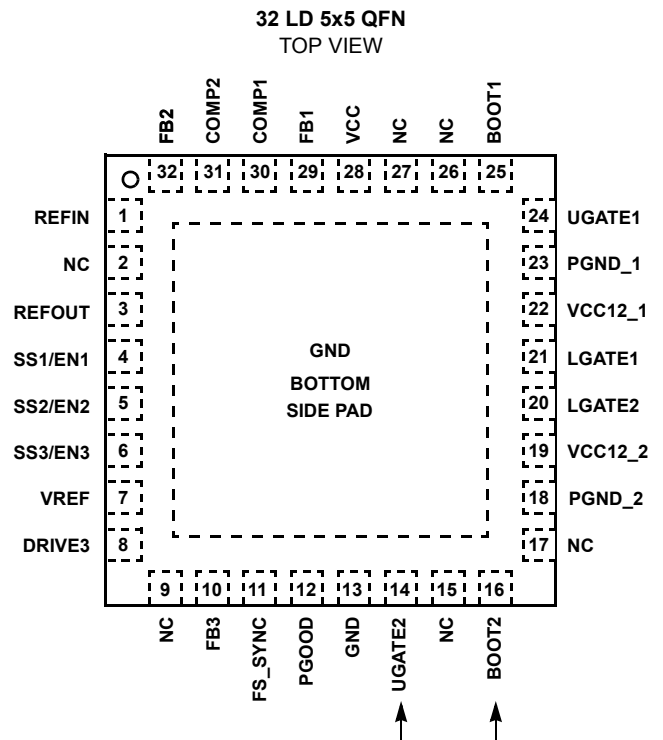 32 LD 5x5 QFN
TOP VIEW
FB2
COMP2
COMP1
FB1
VCC
NC
NC
BOOT1
32 31 30 29 28 27 26 25
REFIN 1
NC 2
REFOUT 3
SS1/EN1 4
SS2/EN2 5
SS3/EN3 6
VREF 7
DRIVE3 8
GND
BOTTOM
SIDE PAD
24 UGATE1
23 PGND_1
22 VCC12_1
21 LGATE1
20 LGATE2
19 VCC12_2
18 PGND_2
17 NC
9 10 11 12 13 14 15 16
NC
FB3
FS_SYNC
PGOOD
GND
UGATE2
NC
BOOT2